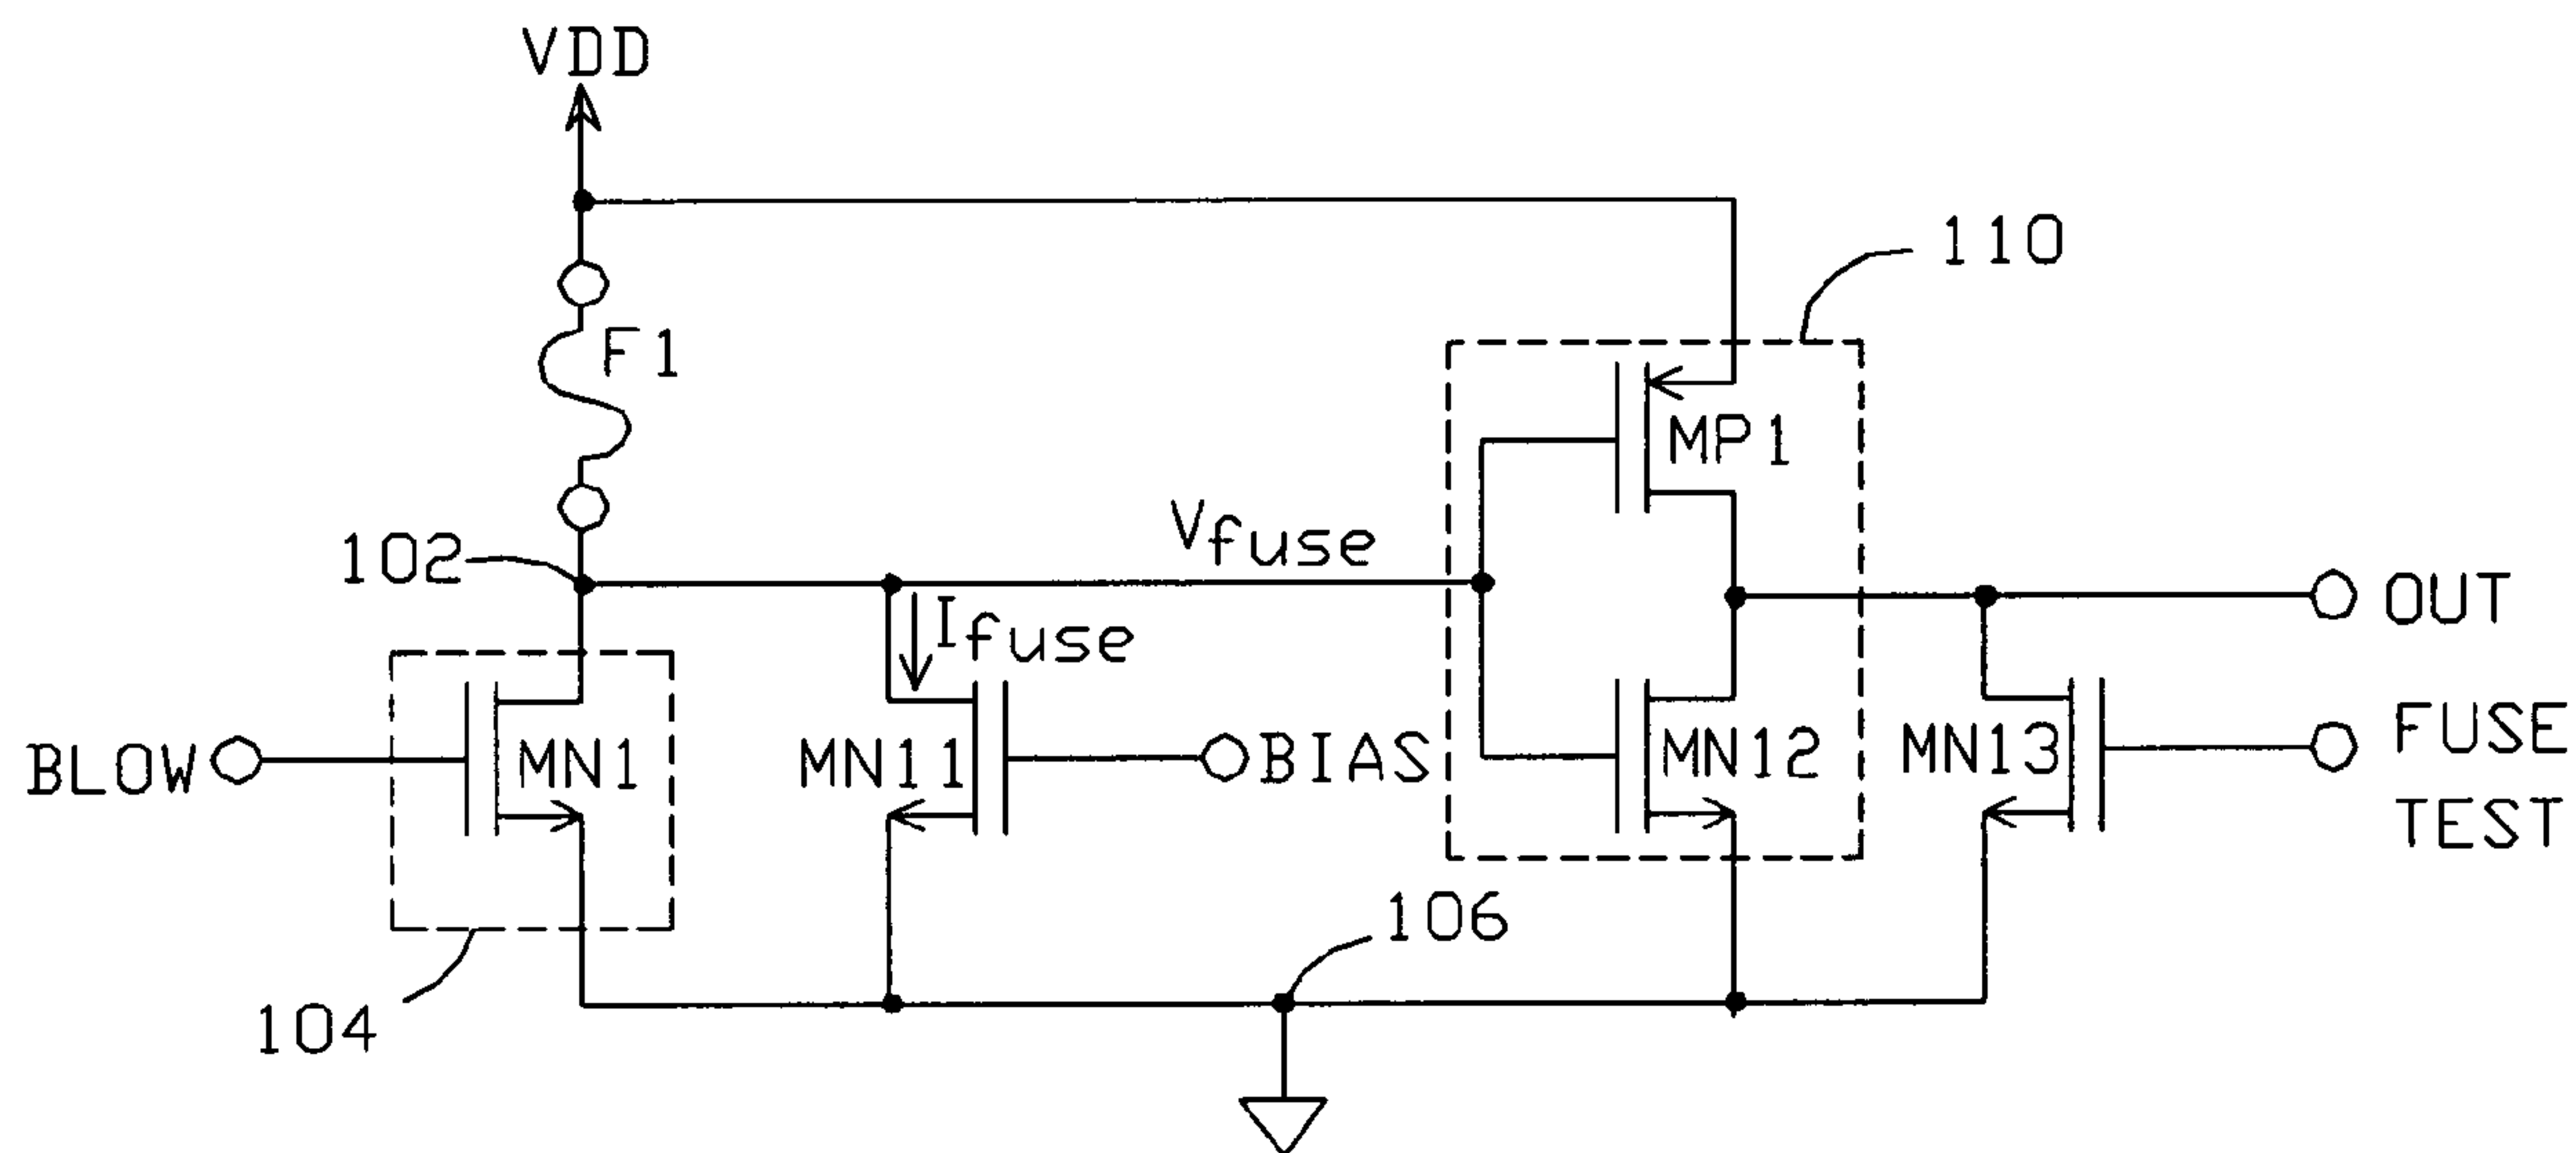 VDD
110
F1
MP1
102
Vfuse
Ifuse
OUT
BLOW
MN1
MN11
BIAS
MN12
MN13
FUSE
TEST
106
104